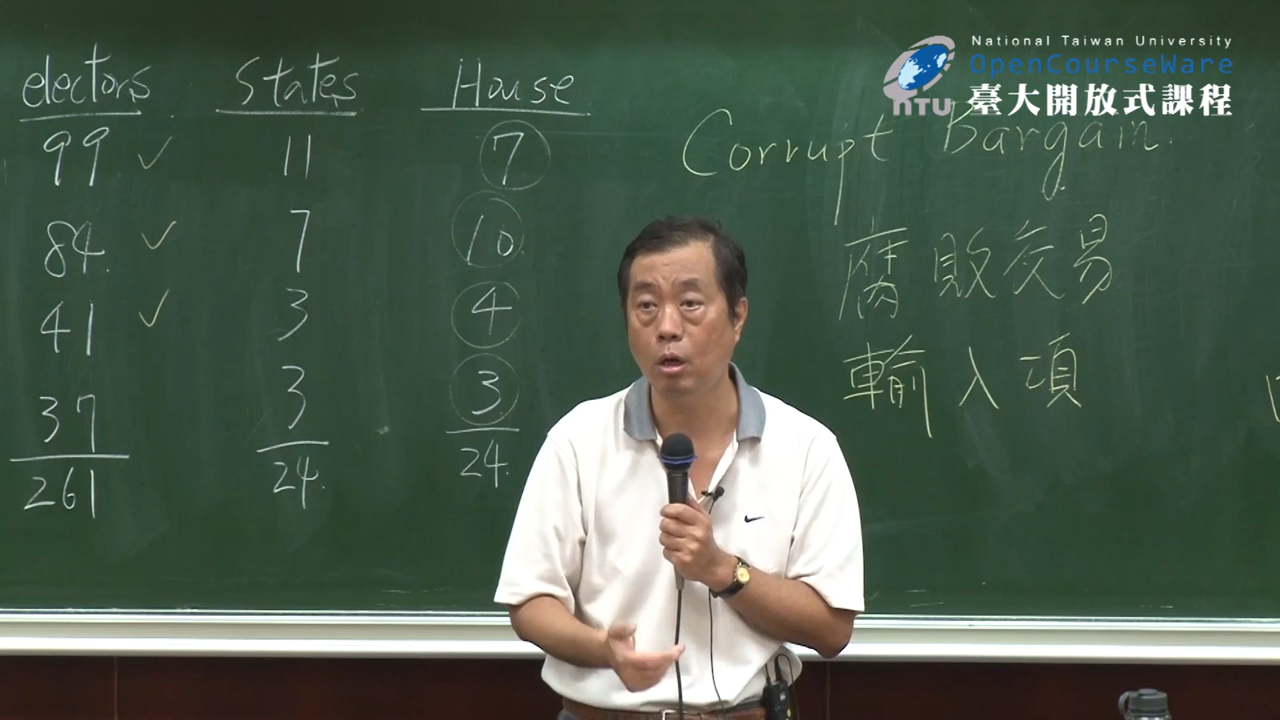 National Taiwan University
OpenCourseWare
臺大開放式課程
NTU
electors States House
99 ✓ 11 7
84. ✓ 7 10
41 ✓ 3 4
37 3 3
261 24. 24.
Corrupt Bargain.
腐敗交易
輸入項